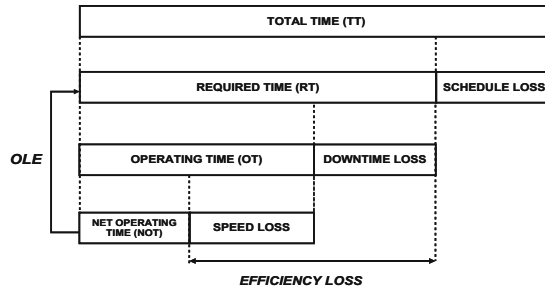 TOTAL TIME (TT)
REQUIRED TIME (RT)
SCHEDULE LOSS
OLE
OPERATING TIME (OT)
DOWNTIME LOSS
NET OPERATING
TIME (NOT)
SPEED LOSS
EFFICIENCY LOSS